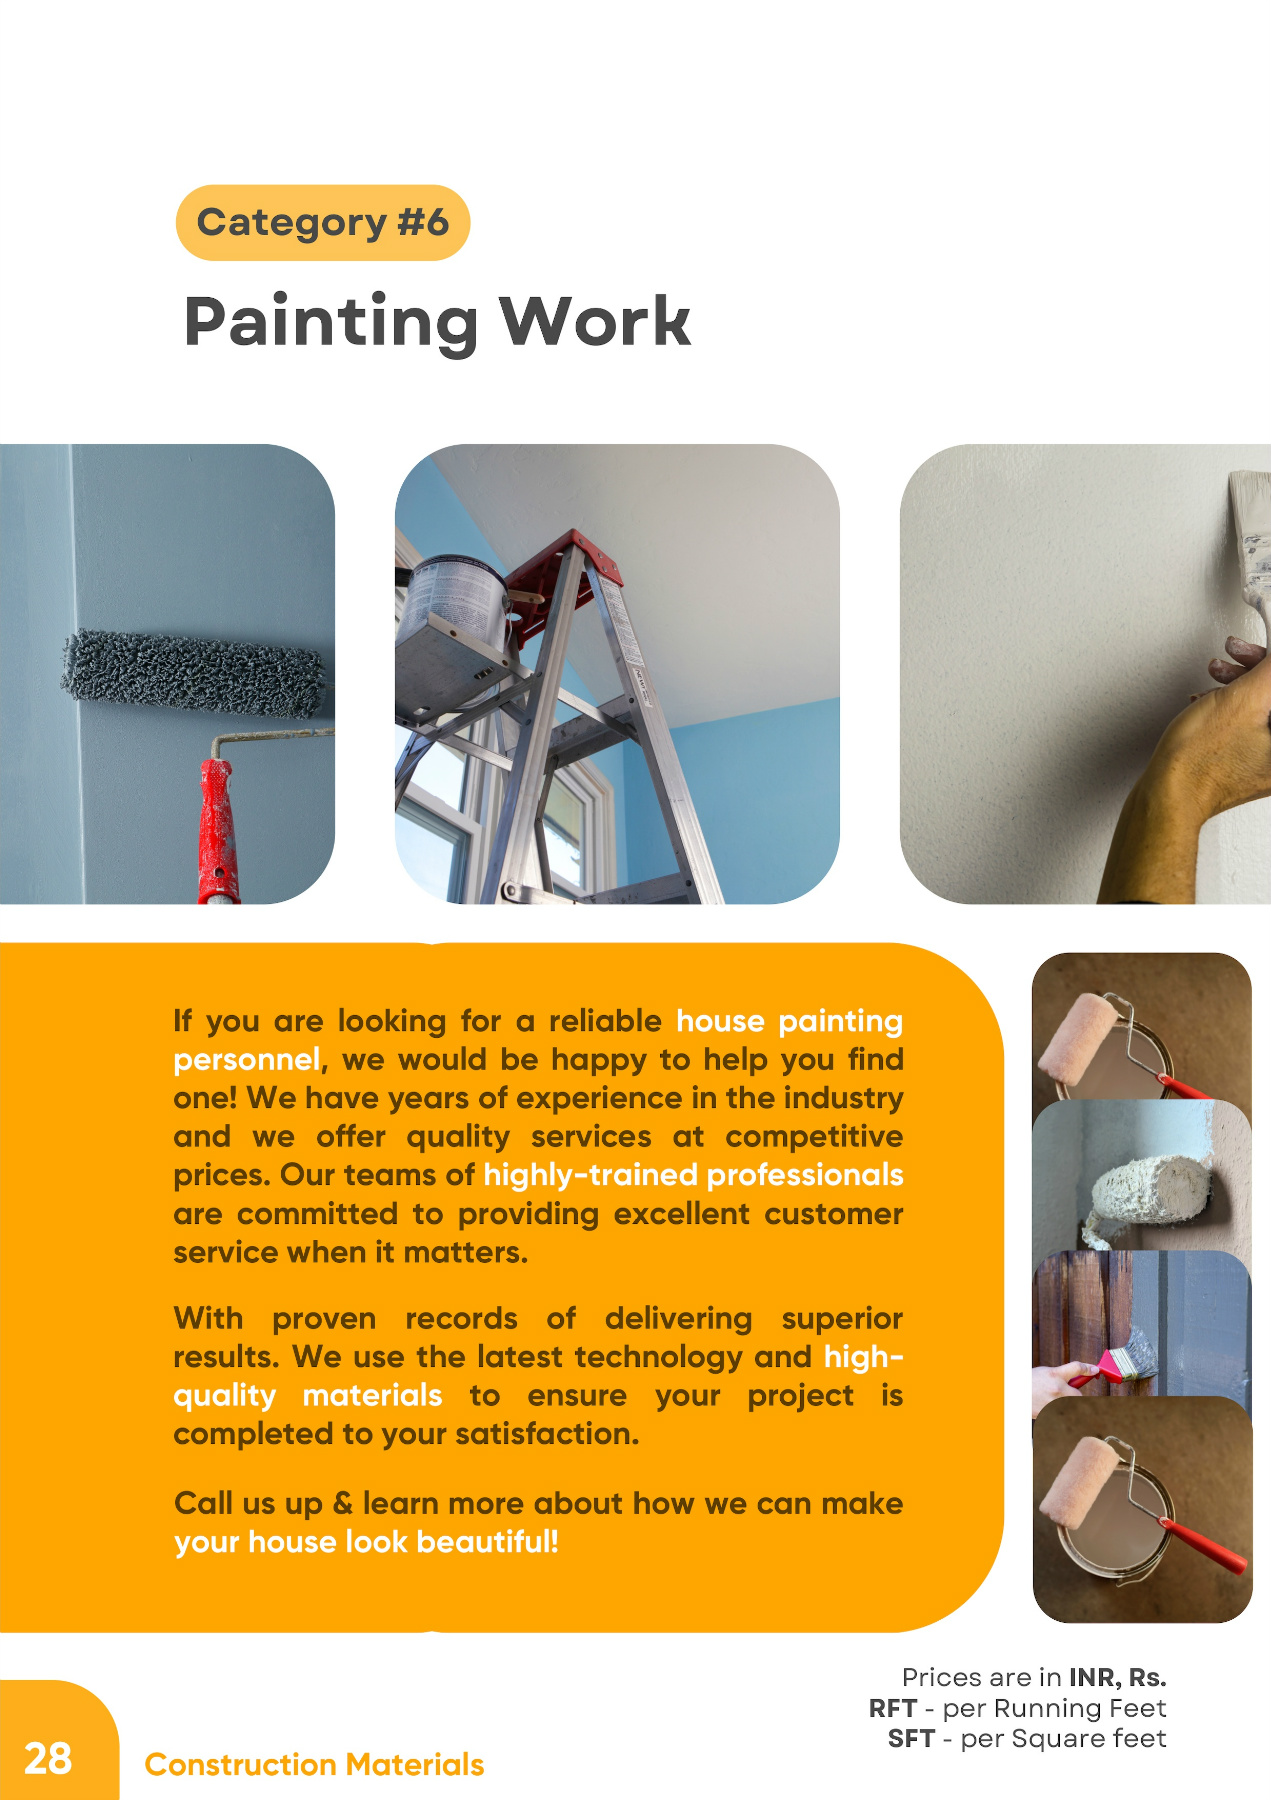 Category #6
Painting Work
If you are looking for a reliable house painting
personnel, we would be happy to help you find
one! We have years of experience in the industry
and we offer quality services at competitive
prices. Our teams of highly-trained professionals
are committed to providing excellent customer
service when it matters.
With proven records of delivering superior
results. We use the latest technology and high-
quality materials to ensure your project is
completed to your satisfaction.
Call us up & learn more about how we can make
your house look beautiful!
Prices are in INR, Rs.
RFT - per Running Feet
SFT - per Square feet
28
Construction Materials